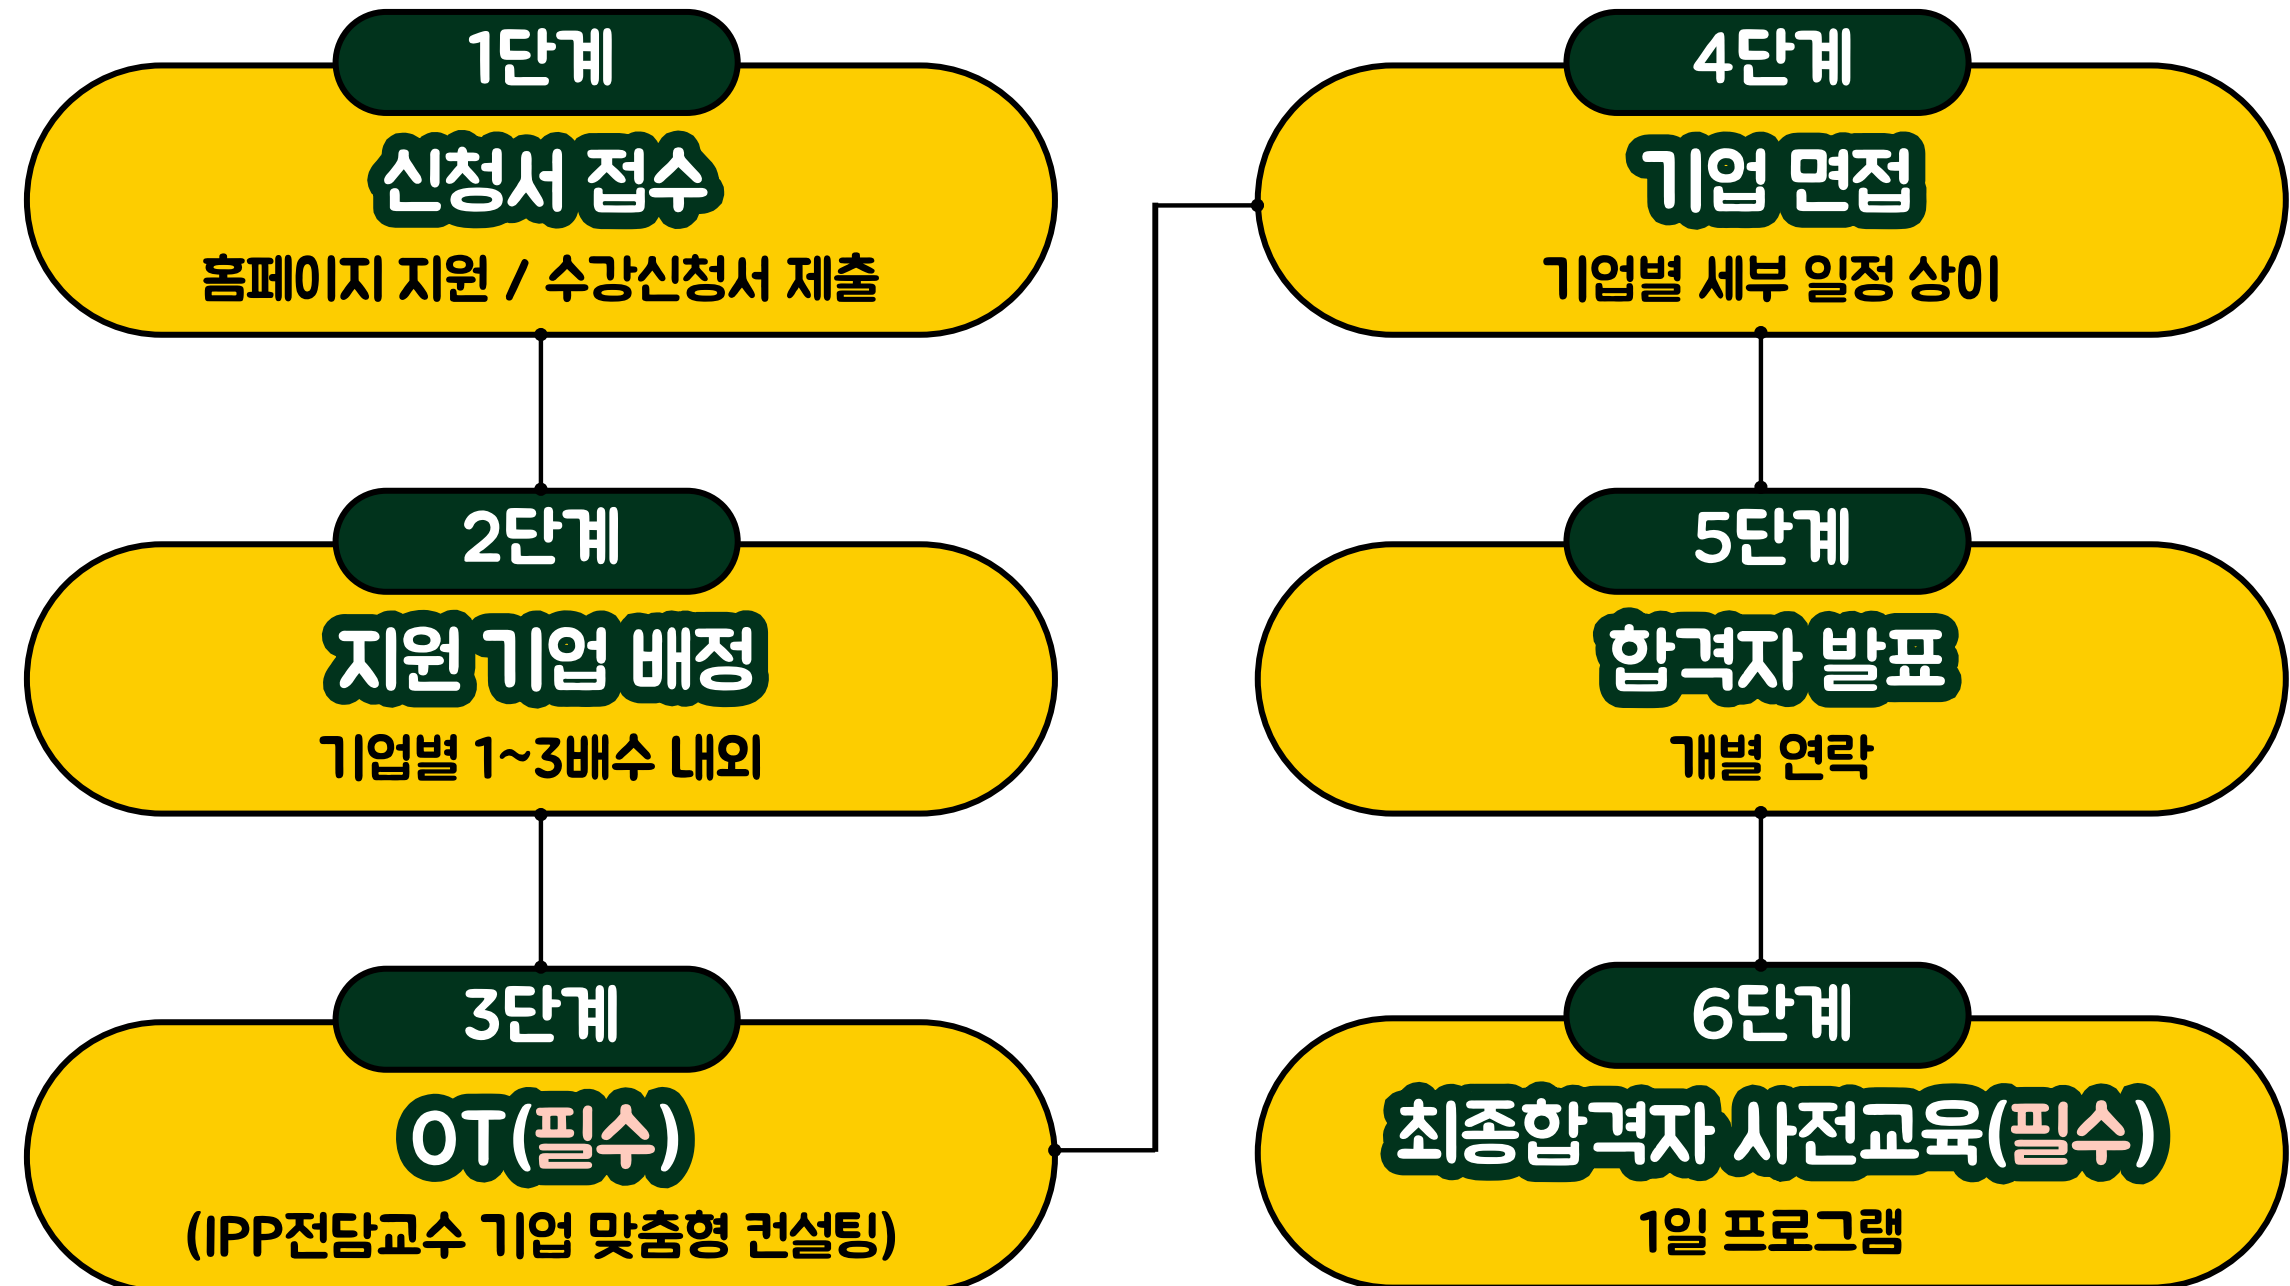 1단계
신청서 접수
홈페이지 지원 / 수강신청서 제출
2단계
지원 기업 배정
기업별 1~3배수 내외
3단계
OT(필수)
(IPP전담교수 기업 맞춤형 컨설팅)
4단계
기업 면접
기업별 세부 일정 상이
5단계
합격자 발표
개별 연락
6단계
최종합격자 사전교육(필수)
1일 프로그램